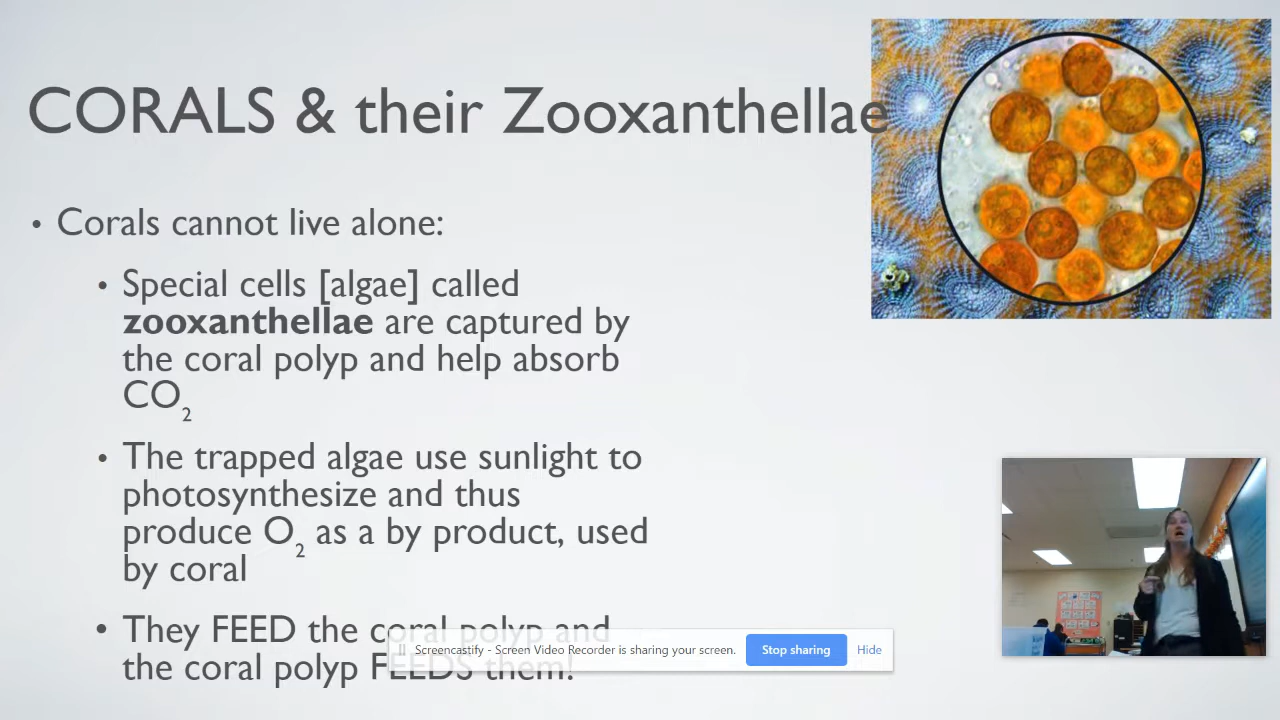 CORALS & their Zooxanthellae
• Corals cannot live alone:
• Special cells [algae] called
zooxanthellae are captured by
the coral polyp and help absorb
CO₂
• The trapped algae use sunlight to
photosynthesize and thus
produce O₂ as a by product, used
by coral
• They FEED the coral polyp and
the coral polyp FEEDS them!
Screencastify - Screen Video Recorder is sharing your screen.
Stop sharing
Hide